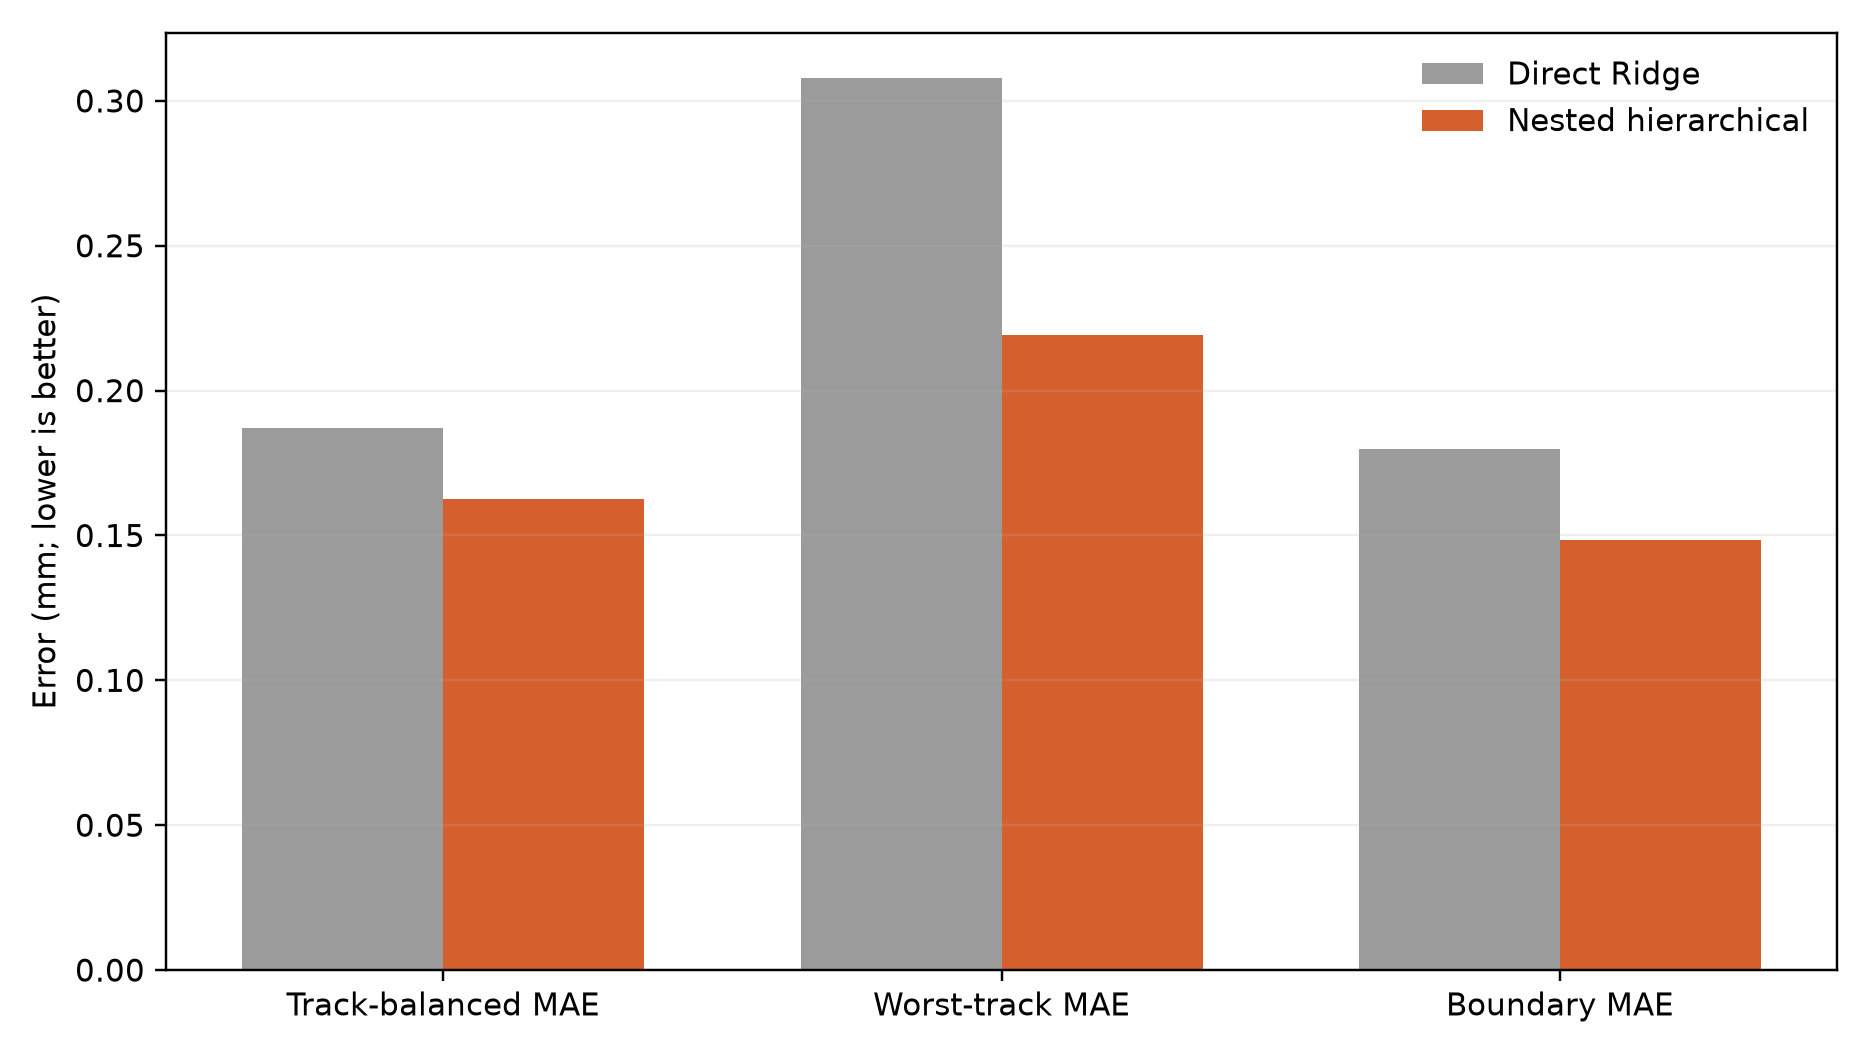 Direct Ridge
Nested hierarchical
Error (mm; lower is better)
0.30
0.25
0.20
0.15
0.10
0.05
0.00
Track-balanced MAE
Worst-track MAE
Boundary MAE